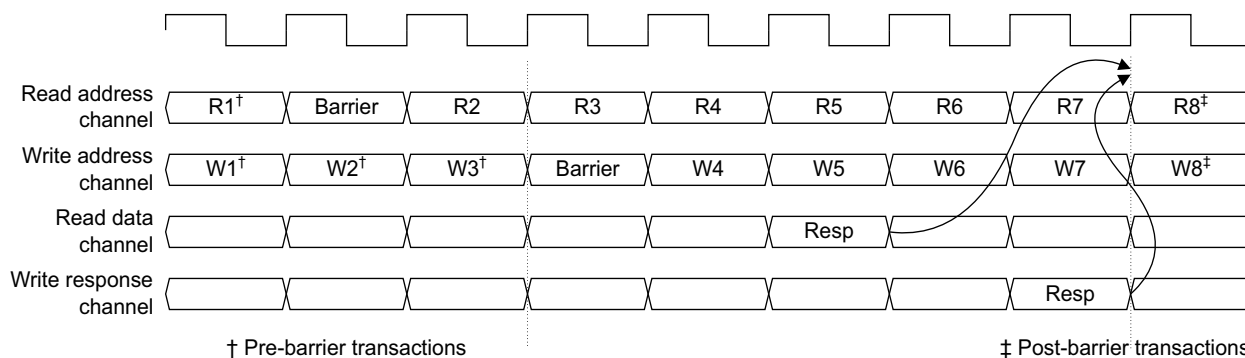 Read address channel R1† Barrier R2 R3 R4 R5 R6 R7 R8‡
Write address channel W1† W2† W3† Barrier W4 W5 W6 W7 W8‡
Read data channel Resp
Write response channel Resp
† Pre-barrier transactions ‡ Post-barrier transactions